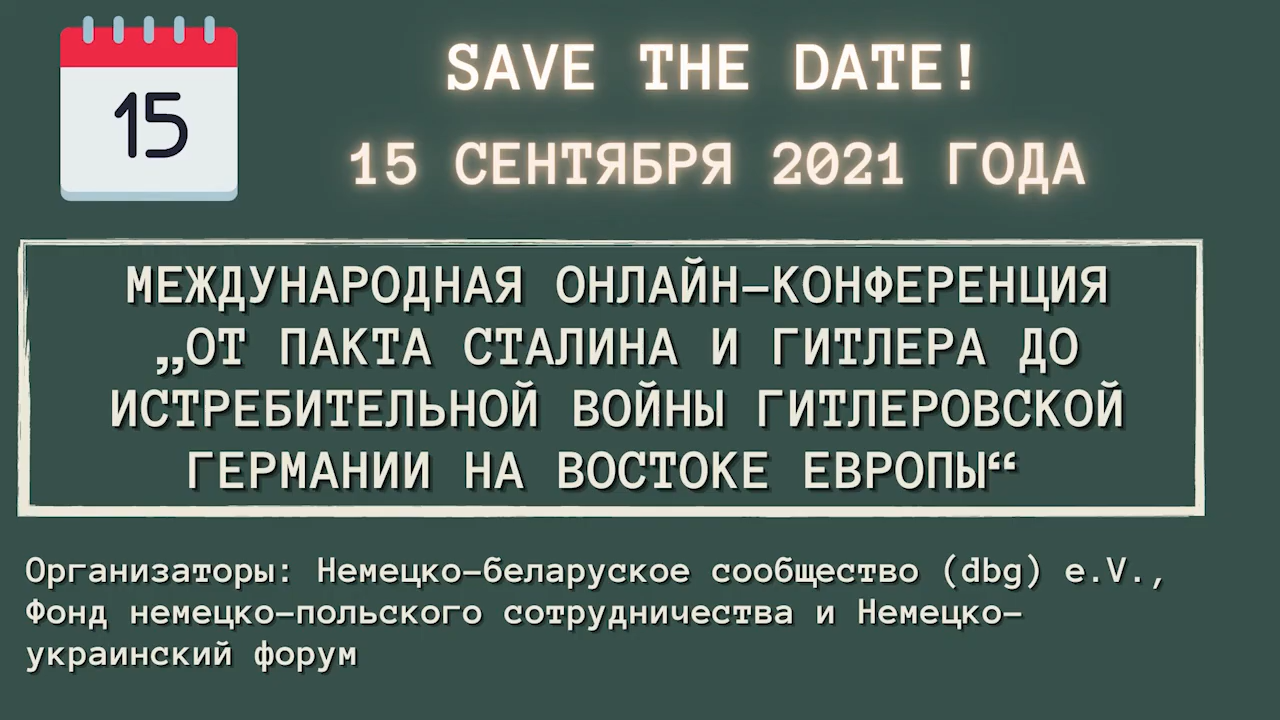 15
SAVE THE DATE!
15 СЕНТЯБРЯ 2021 ГОДА
МЕЖДУНАРОДНАЯ ОНЛАЙН-КОНФЕРЕНЦИЯ
„ОТ ПАКТА СТАЛИНА И ГИТЛЕРА ДО
ИСТРЕБИТЕЛЬНОЙ ВОЙНЫ ГИТЛЕРОВСКОЙ
ГЕРМАНИИ НА ВОСТОКЕ ЕВРОПЫ“
Организаторы: Немецко-беларуское сообщество (dbg) e.V.,
Фонд немецко-польского сотрудничества и Немецко-
украинский форум